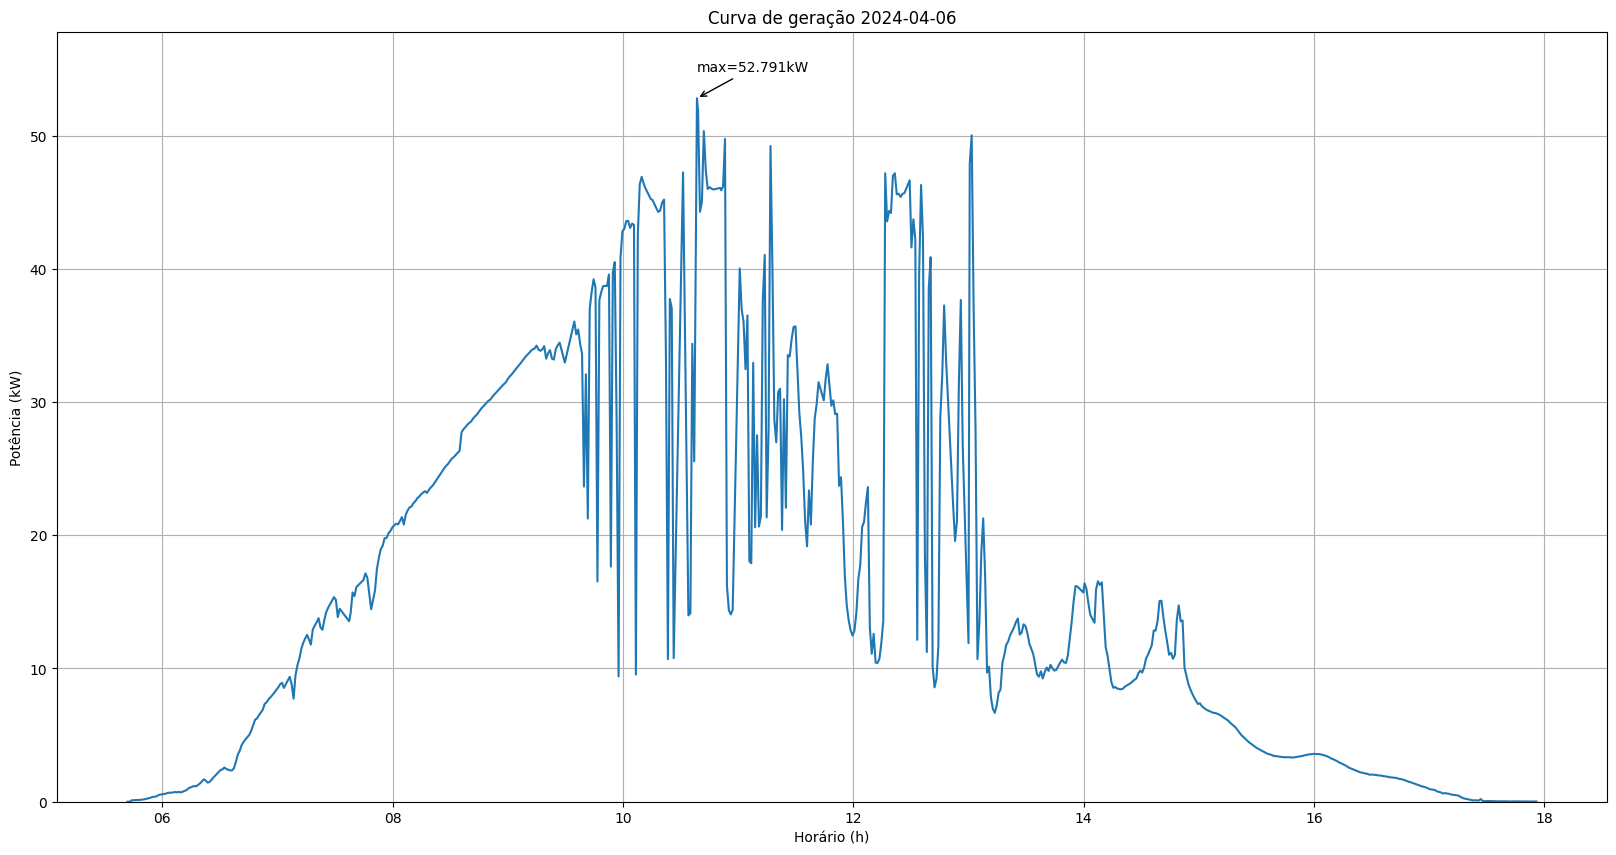 Curva de geração 2024-04-06
max=52.791kW
50
40
30
20
10
0
Potência (kW)
06 08 10 12 14 16 18
Horário (h)